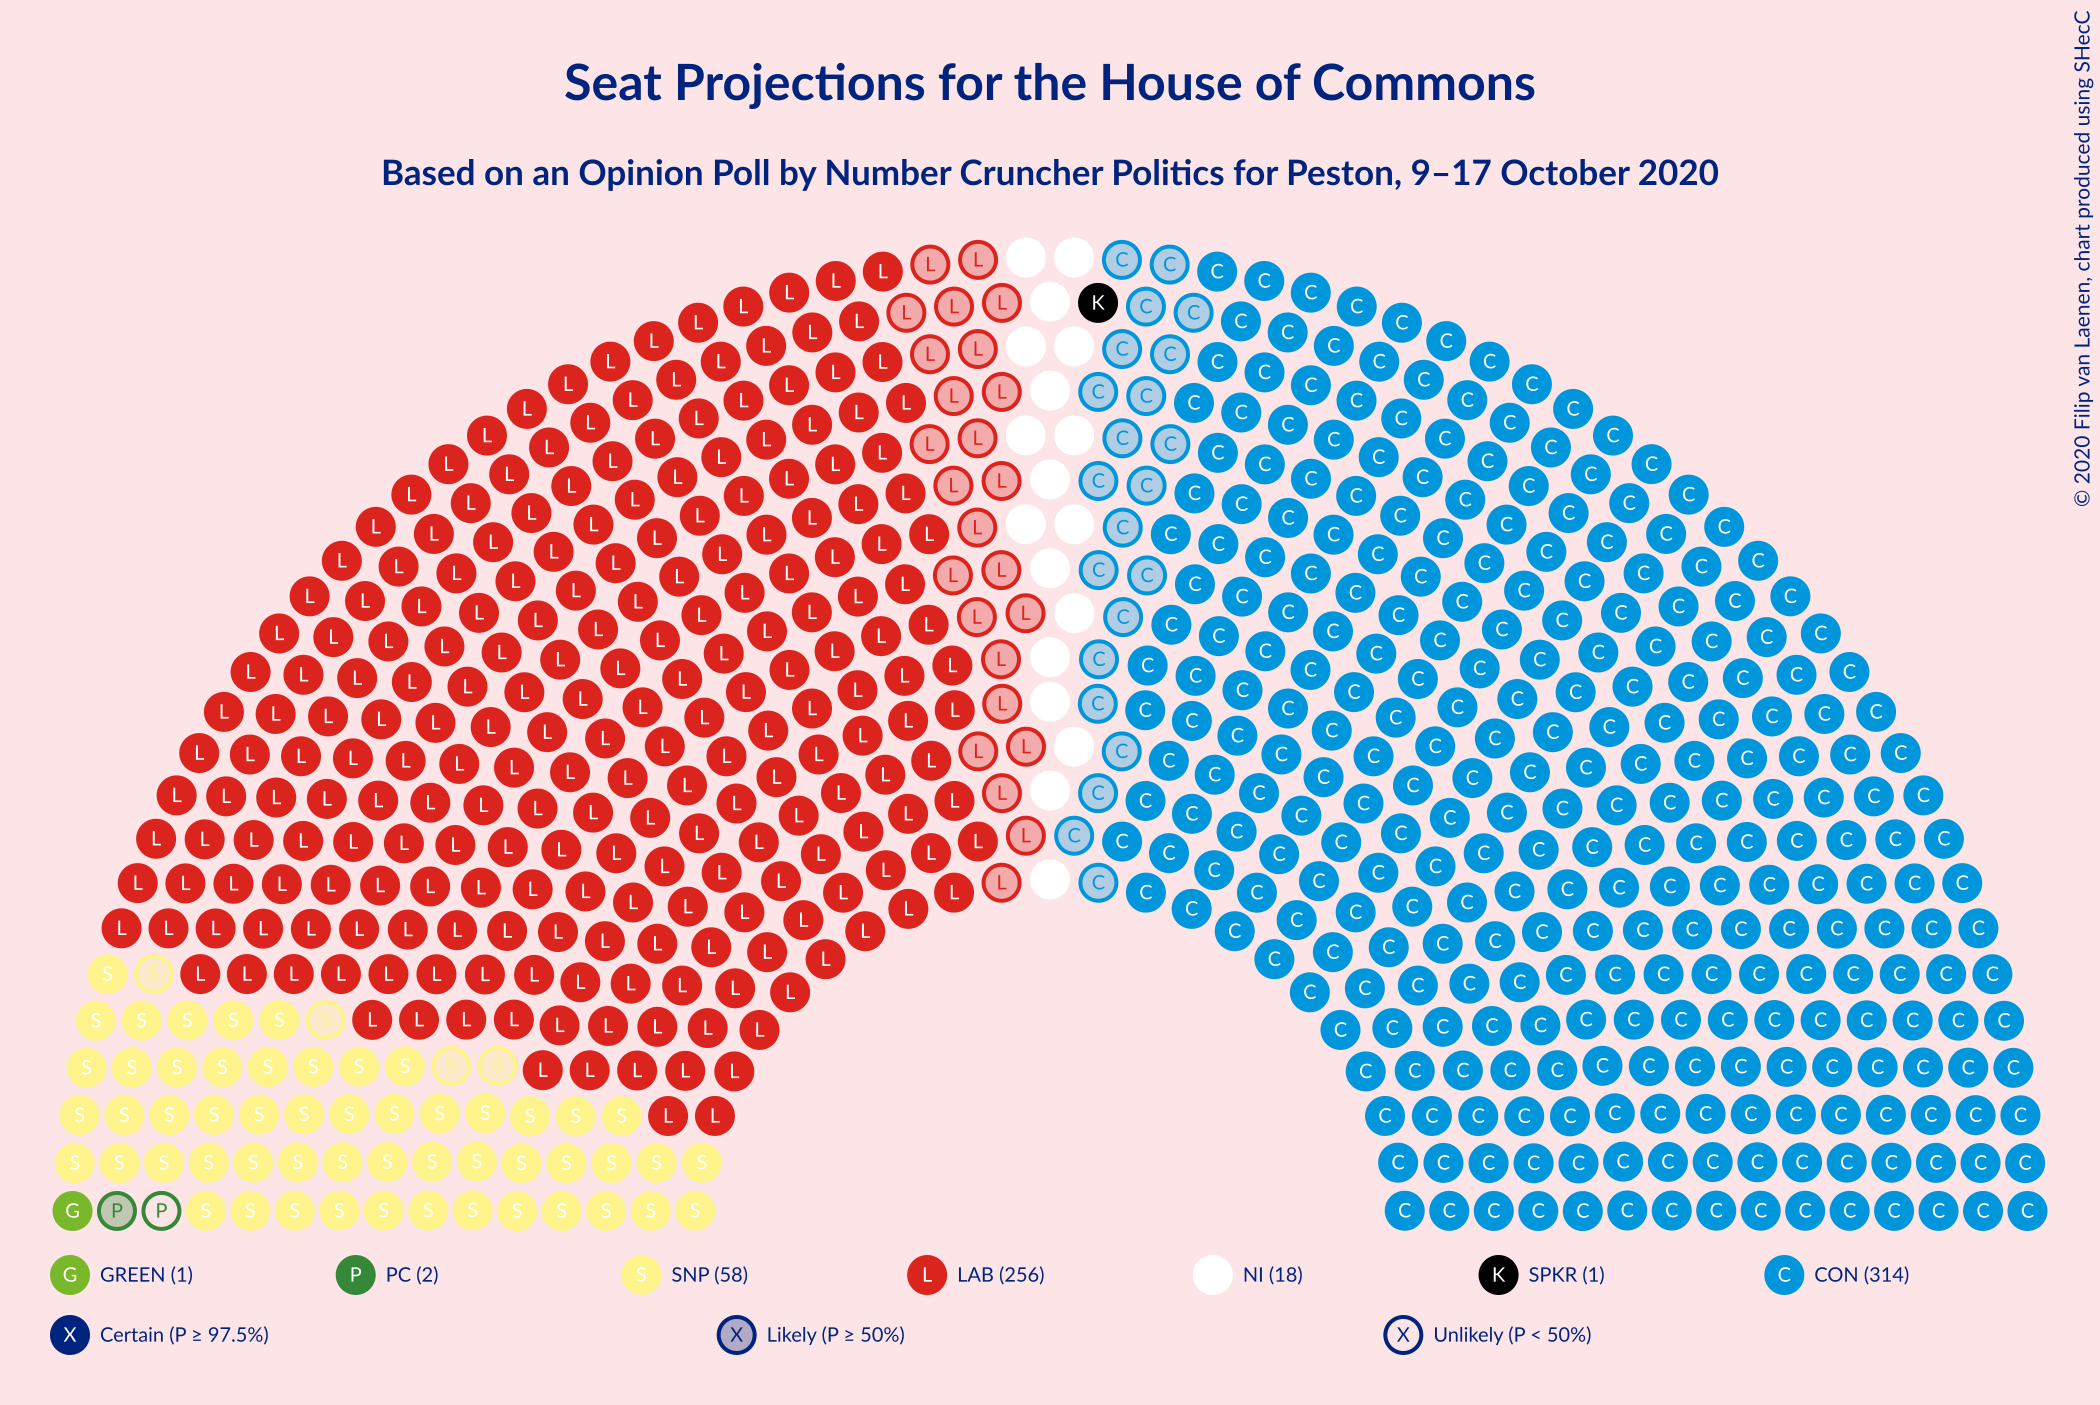 Seat Projections for the House of Commons
Based on an Opinion Poll by Number Cruncher Politics for Peston, 9–17 October 2020
© 2020 Filip van Laenen, chart produced using SHecC
G GREEN (1) P PC (2) S SNP (58) L LAB (256) NI (18) K SPKR (1) C CON (314)
X Certain (P ≥ 97.5%) X Likely (P ≥ 50%) X Unlikely (P < 50%)